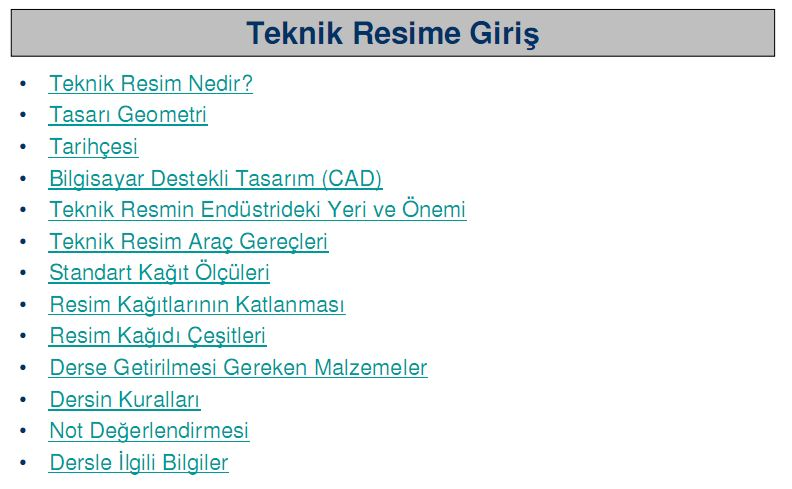 Teknik Resime Giriş
• Teknik Resim Nedir?
• Tasarı Geometri
• Tarihçesi
• Bilgisayar Destekli Tasarım (CAD)
• Teknik Resmin Endüstrideki Yeri ve Önemi
• Teknik Resim Araç Gereçleri
• Standart Kağıt Ölçüleri
• Resim Kağıtlarının Katlanması
• Resim Kağıdı Çeşitleri
• Derse Getirilmesi Gereken Malzemeler
• Dersin Kuralları
• Not Değerlendirmesi
• Dersle İlgili Bilgiler